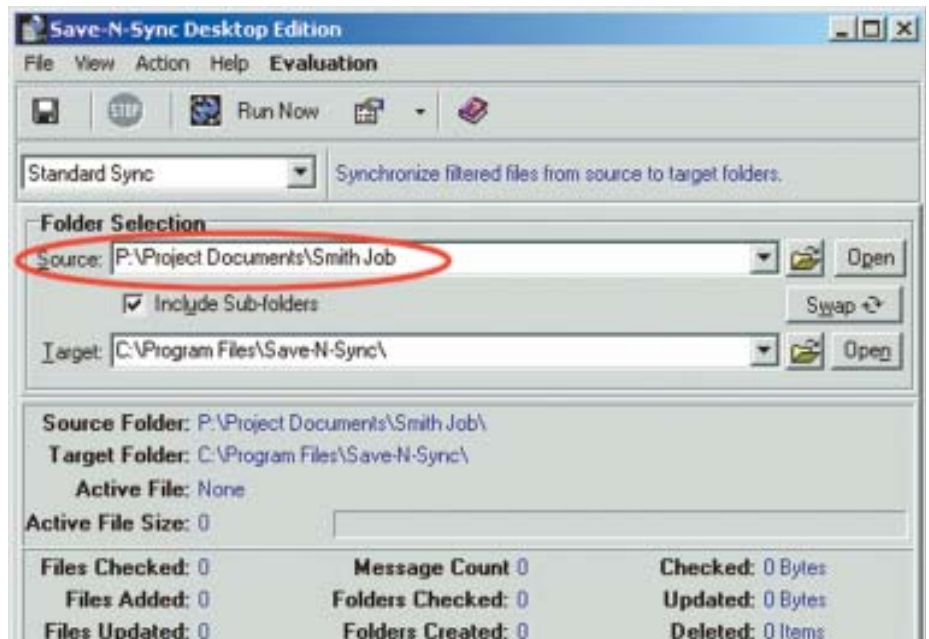 Save-N-Sync Desktop Edition
File View Action Help Evaluation
STOP Run Now
Standard Sync Synchronize filtered files from source to target folders.
Folder Selection
Source: P:\Project Documents\Smith Job Open
Include Sub-folders Swap
Target: C:\Program Files\Save-N-Sync\ Open
Source Folder: P:\Project Documents\Smith Job\
Target Folder: C:\Program Files\Save-N-Sync\
Active File: None
Active File Size: 0
Files Checked: 0 Message Count 0 Checked: 0 Bytes
Files Added: 0 Folders Checked: 0 Updated: 0 Bytes
Files Updated: 0 Folders Created: 0 Deleted: 0 Items